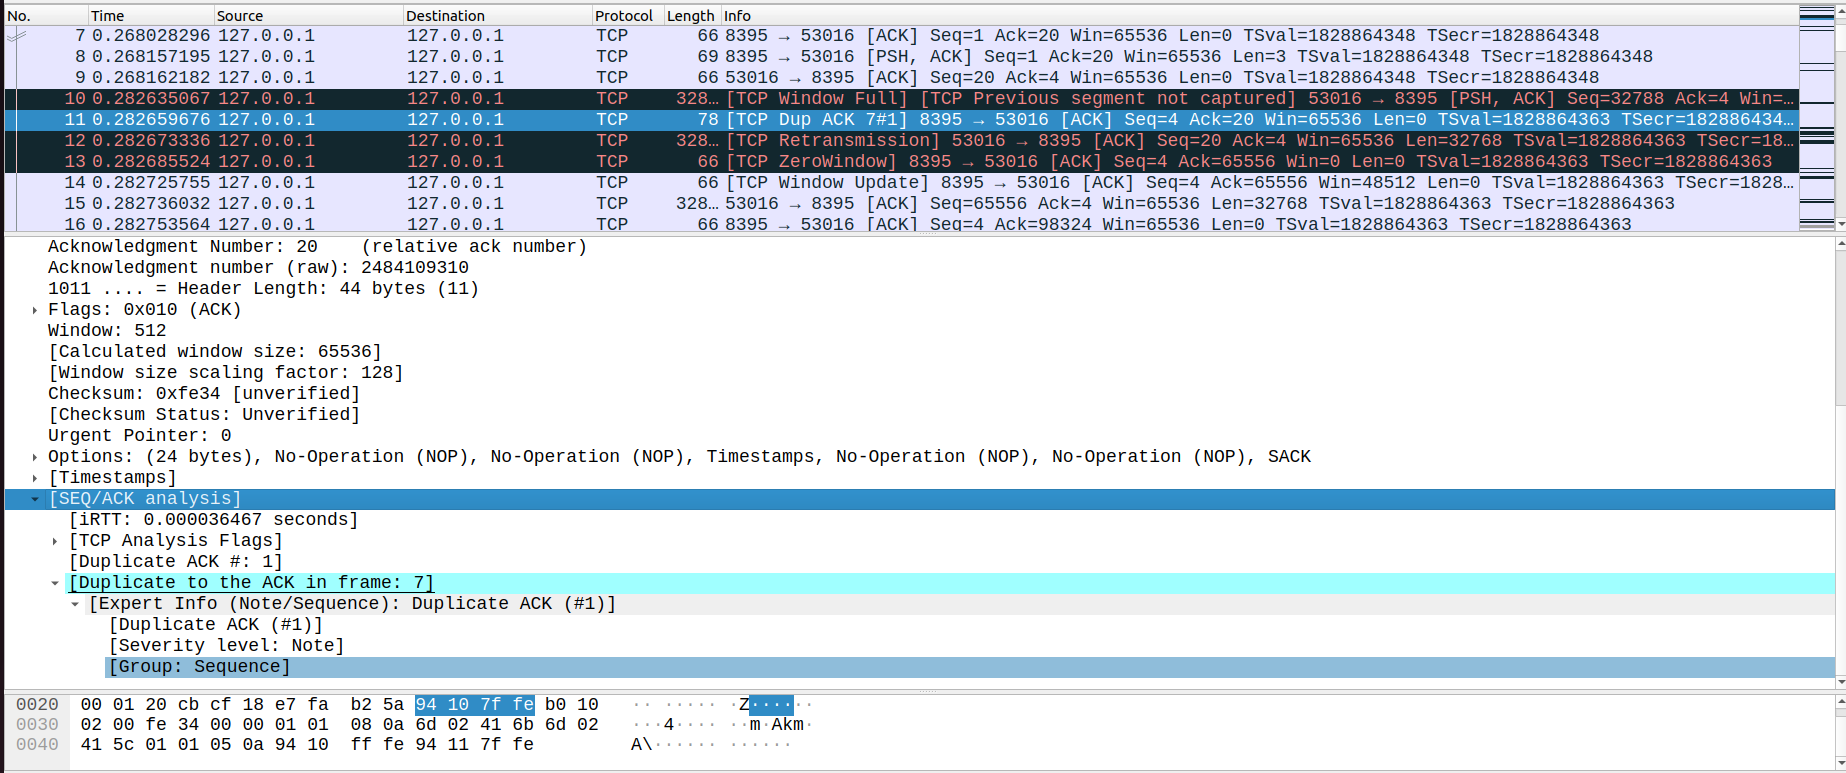 No. Time Source Destination Protocol Length Info
7 0.268028296 127.0.0.1 127.0.0.1 TCP 66 8395 → 53016 [ACK] Seq=1 Ack=20 Win=65536 Len=0 TSval=1828864348 TSecr=1828864348
8 0.268157195 127.0.0.1 127.0.0.1 TCP 69 8395 → 53016 [PSH, ACK] Seq=1 Ack=20 Win=65536 Len=3 TSval=1828864348 TSecr=1828864348
9 0.268162182 127.0.0.1 127.0.0.1 TCP 66 53016 → 8395 [ACK] Seq=20 Ack=4 Win=65536 Len=0 TSval=1828864348 TSecr=1828864348
10 0.282635067 127.0.0.1 127.0.0.1 TCP 328… [TCP Window Full] [TCP Previous segment not captured] 53016 → 8395 [PSH, ACK] Seq=32788 Ack=4 Win=…
11 0.282659676 127.0.0.1 127.0.0.1 TCP 78 [TCP Dup ACK 7#1] 8395 → 53016 [ACK] Seq=4 Ack=20 Win=65536 Len=0 TSval=1828864363 TSecr=182886434…
12 0.282673336 127.0.0.1 127.0.0.1 TCP 328… [TCP Retransmission] 53016 → 8395 [ACK] Seq=20 Ack=4 Win=65536 Len=32768 TSval=1828864363 TSecr=18…
13 0.282685524 127.0.0.1 127.0.0.1 TCP 66 [TCP ZeroWindow] 8395 → 53016 [ACK] Seq=4 Ack=65556 Win=0 Len=0 TSval=1828864363 TSecr=1828864363
14 0.282725755 127.0.0.1 127.0.0.1 TCP 66 [TCP Window Update] 8395 → 53016 [ACK] Seq=4 Ack=65556 Win=48512 Len=0 TSval=1828864363 TSecr=1828…
15 0.282736032 127.0.0.1 127.0.0.1 TCP 328… 53016 → 8395 [ACK] Seq=65556 Ack=4 Win=65536 Len=32768 TSval=1828864363 TSecr=1828864363
16 0.282753564 127.0.0.1 127.0.0.1 TCP 66 8395 → 53016 [ACK] Seq=4 Ack=98324 Win=65536 Len=0 TSval=1828864363 TSecr=1828864363
Acknowledgment Number: 20 (relative ack number)
Acknowledgment number (raw): 2484109310
1011 .... = Header Length: 44 bytes (11)
Flags: 0x010 (ACK)
Window: 512
[Calculated window size: 65536]
[Window size scaling factor: 128]
Checksum: 0xfe34 [unverified]
[Checksum Status: Unverified]
Urgent Pointer: 0
Options: (24 bytes), No-Operation (NOP), No-Operation (NOP), Timestamps, No-Operation (NOP), No-Operation (NOP), SACK
[Timestamps]
[SEQ/ACK analysis]
[iRTT: 0.000036467 seconds]
[TCP Analysis Flags]
[Duplicate ACK #: 1]
[Duplicate to the ACK in frame: 7]
[Expert Info (Note/Sequence): Duplicate ACK (#1)]
[Duplicate ACK (#1)]
[Severity level: Note]
[Group: Sequence]
0020 00 01 20 cb cf 18 e7 fa b2 5a 94 10 7f fe b0 10 ·· ····· ·Z······
0030 02 00 fe 34 00 00 01 01 08 0a 6d 02 41 6b 6d 02 ···4···· ··m·Akm·
0040 41 5c 01 01 05 0a 94 10 ff fe 94 11 7f fe A\······ ······